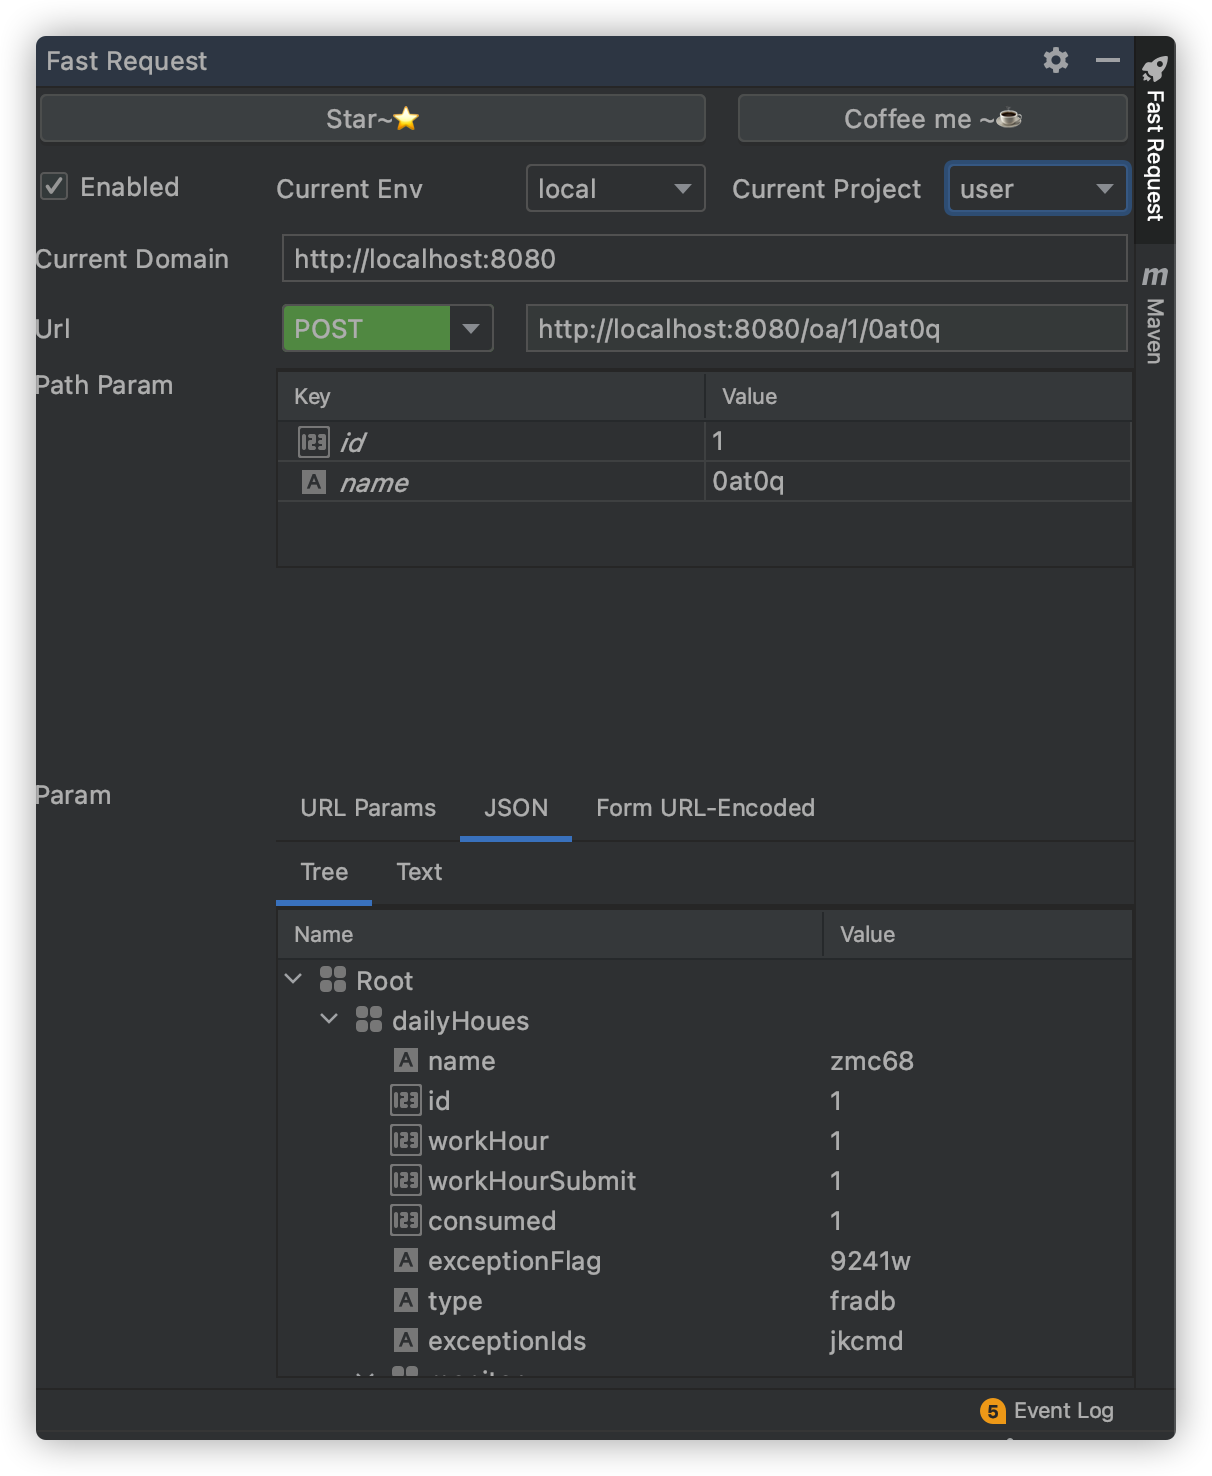 Fast Request
Star~⭐
Coffee me ~☕
Enabled
Current Env
local
Current Project
user
Current Domain
http://localhost:8080
Url
POST
http://localhost:8080/oa/1/0at0q
Path Param
Key Value
id 1
name 0at0q
Param
URL Params JSON Form URL-Encoded
Tree Text
Name Value
Root
dailyHoues
name zmc68
id 1
workHour 1
workHourSubmit 1
consumed 1
exceptionFlag 9241w
type fradb
exceptionIds jkcmd
5 Event Log
Fast Request
m Maven